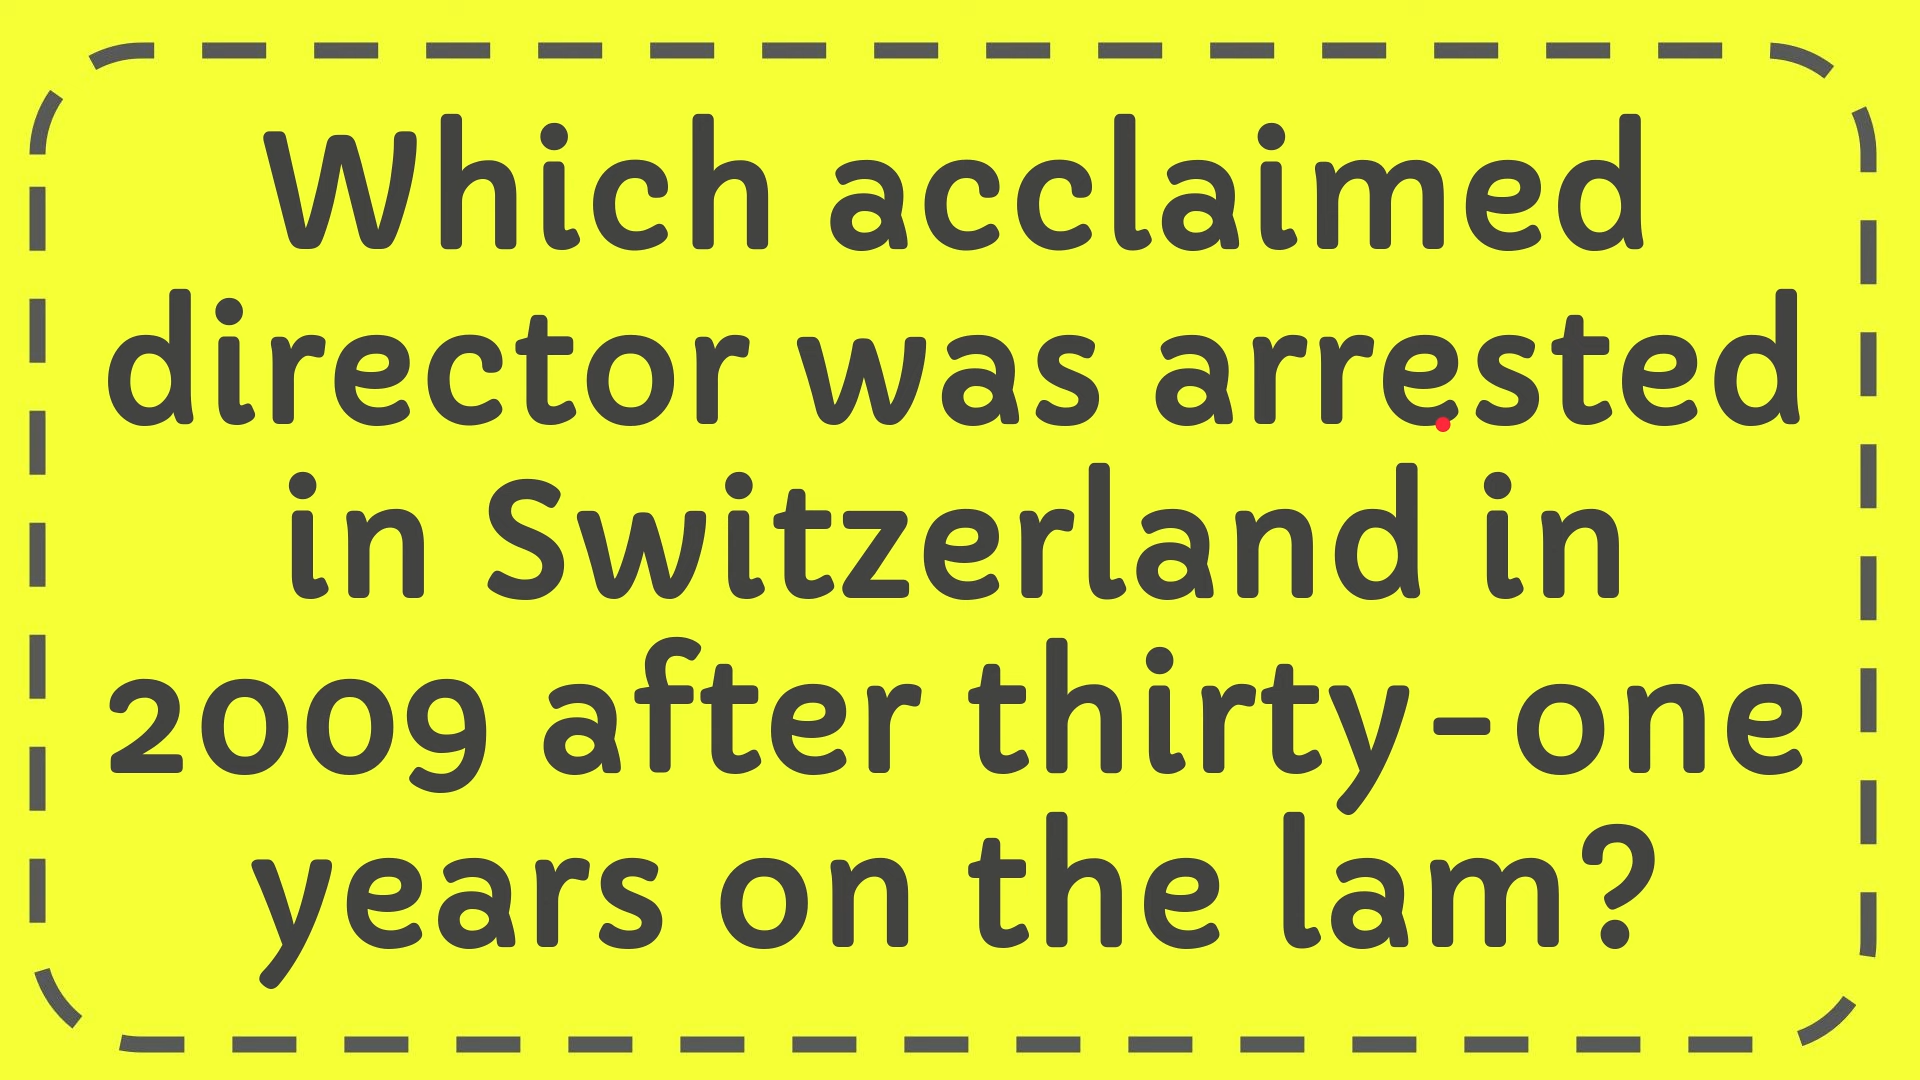 Which acclaimed
director was arrested
in Switzerland in
2009 after thirty-one
years on the lam?